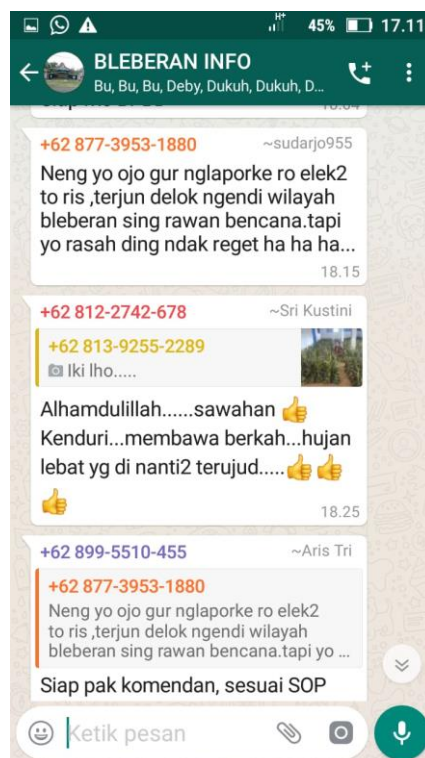 H+ 45% 17.11
BLEBERAN INFO
Bu, Bu, Bu, Deby, Dukuh, Dukuh, D...
+62 877-3953-1880 ~sudarjo955
Neng yo ojo gur nglaporke ro elek2
to ris ,terjun delok ngendi wilayah
bleberan sing rawan bencana.tapi
yo rasah ding ndak reget ha ha ha...
18.15
+62 812-2742-678 ~Sri Kustini
+62 813-9255-2289
Iki lho.....
Alhamdulillah......sawahan 👍
Kenduri...membawa berkah...hujan
lebat yg di nanti2 terujud.....👍👍
👍
18.25
+62 899-5510-455 ~Aris Tri
+62 877-3953-1880
Neng yo ojo gur nglaporke ro elek2
to ris ,terjun delok ngendi wilayah
bleberan sing rawan bencana.tapi yo ...
Siap pak komendan, sesuai SOP
Ketik pesan